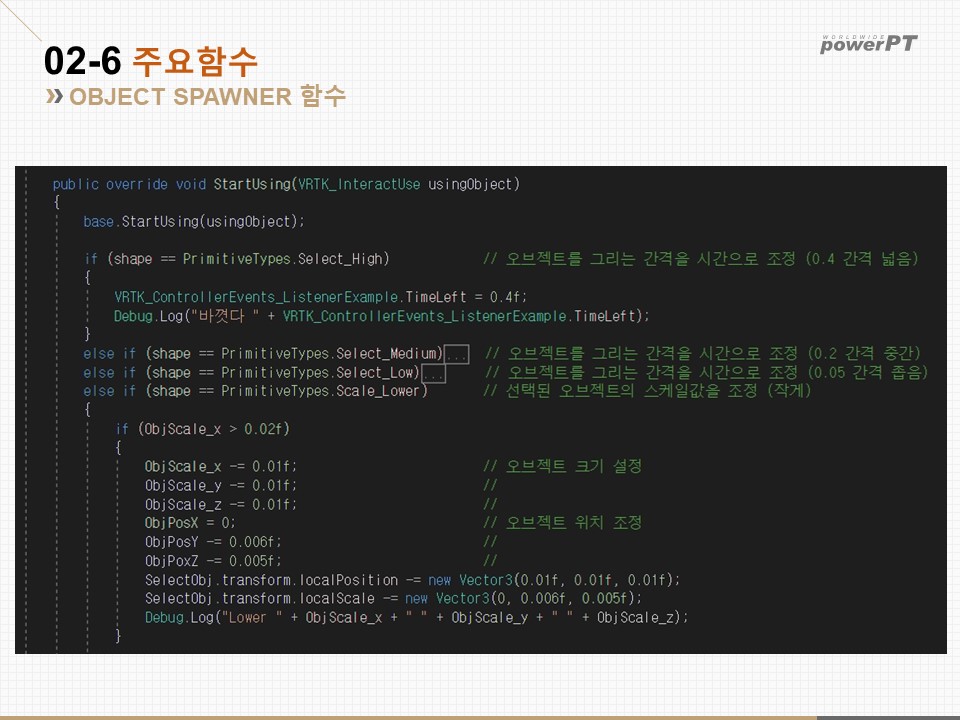 02-6 주요함수
WORLDWIDE
powerPT
» OBJECT SPAWNER 함수
public override void StartUsing(VRTK_InteractUse usingObject)
{
base.StartUsing(usingObject);
if (shape == PrimitiveTypes.Select_High) // 오브젝트를 그리는 간격을 시간으로 조정 (0.4 간격 넓음)
{
VRTK_ControllerEvents_ListenerExample.TimeLeft = 0.4f;
Debug.Log("바꼇다 " + VRTK_ControllerEvents_ListenerExample.TimeLeft);
}
else if (shape == PrimitiveTypes.Select_Medium)... // 오브젝트를 그리는 간격을 시간으로 조정 (0.2 간격 중간)
else if (shape == PrimitiveTypes.Select_Low)... // 오브젝트를 그리는 간격을 시간으로 조정 (0.05 간격 좁음)
else if (shape == PrimitiveTypes.Scale_Lower) // 선택된 오브젝트의 스케일값을 조정 (작게)
{
if (ObjScale_x > 0.02f)
{
ObjScale_x -= 0.01f; // 오브젝트 크기 설정
ObjScale_y -= 0.01f; //
ObjScale_z -= 0.01f; //
ObjPosX = 0; // 오브젝트 위치 조정
ObjPosY -= 0.006f; //
ObjPoxZ -= 0.005f; //
SelectObj.transform.localPosition -= new Vector3(0.01f, 0.01f, 0.01f);
SelectObj.transform.localScale -= new Vector3(0, 0.006f, 0.005f);
Debug.Log("Lower " + ObjScale_x + " " + ObjScale_y + " " + ObjScale_z);
}